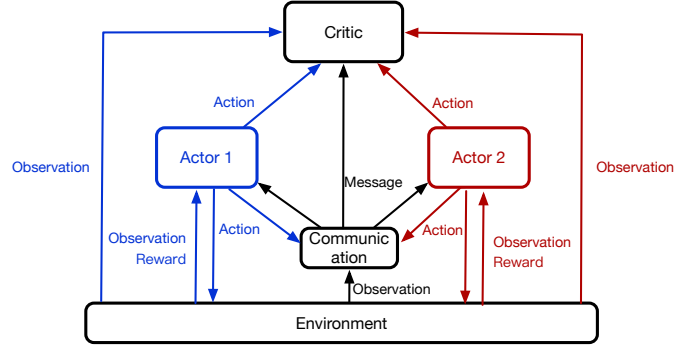 Critic
Action
Action
Actor 1
Actor 2
Observation
Observation
Message
Action
Action
Observation
Reward
Communic
ation
Observation
Reward
Observation
Environment